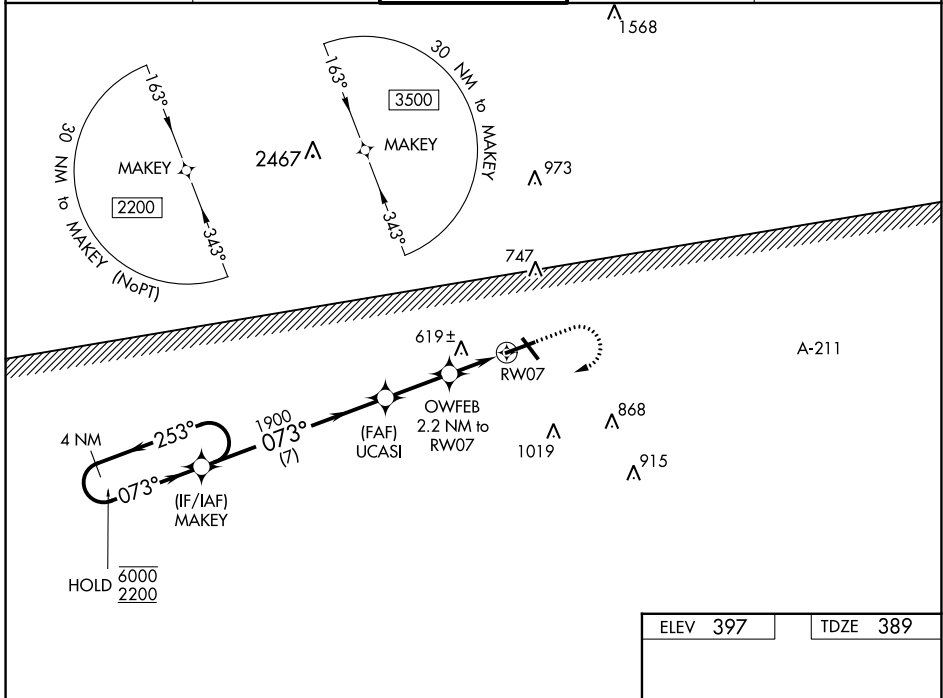 1568
163°
30 NM to MAKEY (NoPT)
MAKEY
2200
343°
163°
30 NM to MAKEY
3500
MAKEY
343°
2467
973
747
619±
A-211
RW07
OWFEB
2.2 NM to
RW07
(FAF)
UCASI
1900
073°
(7)
868
1019
915
4 NM
253°
073°
(IF/IAF)
MAKEY
HOLD 6000
2200
ELEV 397
TDZE 389